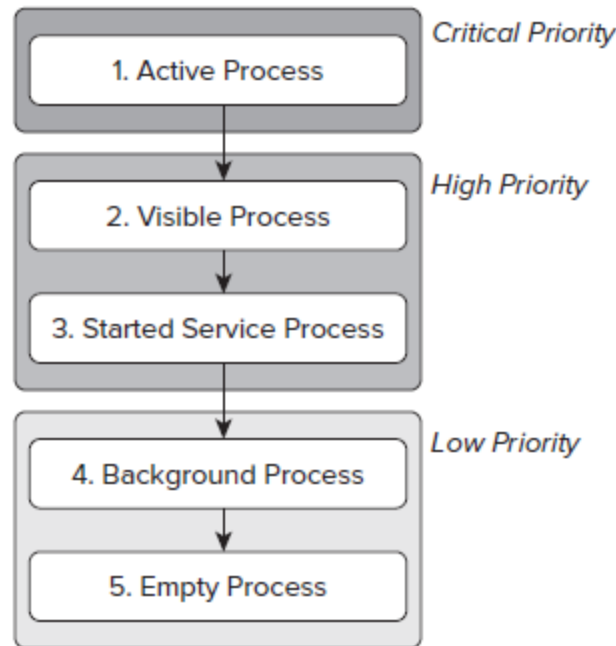 Critical Priority
1. Active Process
High Priority
2. Visible Process
3. Started Service Process
Low Priority
4. Background Process
5. Empty Process